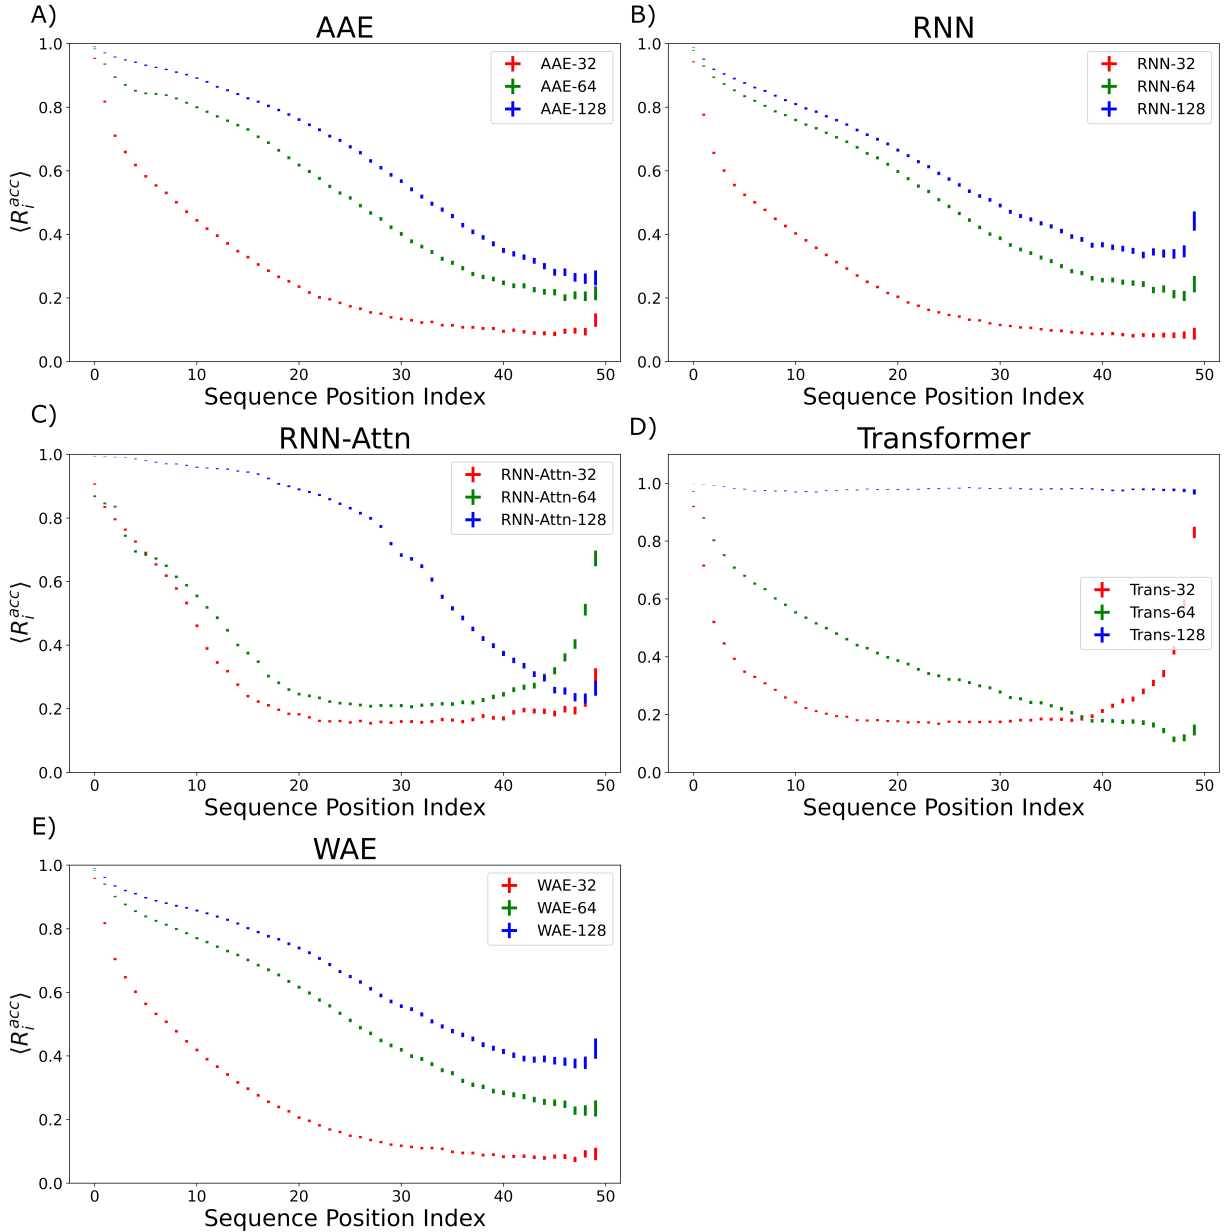 A)
AAE
1.0
0.8
0.6
0.4
0.2
0.0
⟨R_i^{acc}⟩
AAE-32
AAE-64
AAE-128
0 10 20 30 40 50
Sequence Position Index
B)
RNN
1.0
0.8
0.6
0.4
0.2
0.0
RNN-32
RNN-64
RNN-128
0 10 20 30 40 50
Sequence Position Index
C)
RNN-Attn
1.0
0.8
0.6
0.4
0.2
0.0
⟨R_i^{acc}⟩
RNN-Attn-32
RNN-Attn-64
RNN-Attn-128
0 10 20 30 40 50
Sequence Position Index
D)
Transformer
1.0
0.8
0.6
0.4
0.2
0.0
Trans-32
Trans-64
Trans-128
0 10 20 30 40 50
Sequence Position Index
E)
WAE
1.0
0.8
0.6
0.4
0.2
0.0
⟨R_i^{acc}⟩
WAE-32
WAE-64
WAE-128
0 10 20 30 40 50
Sequence Position Index